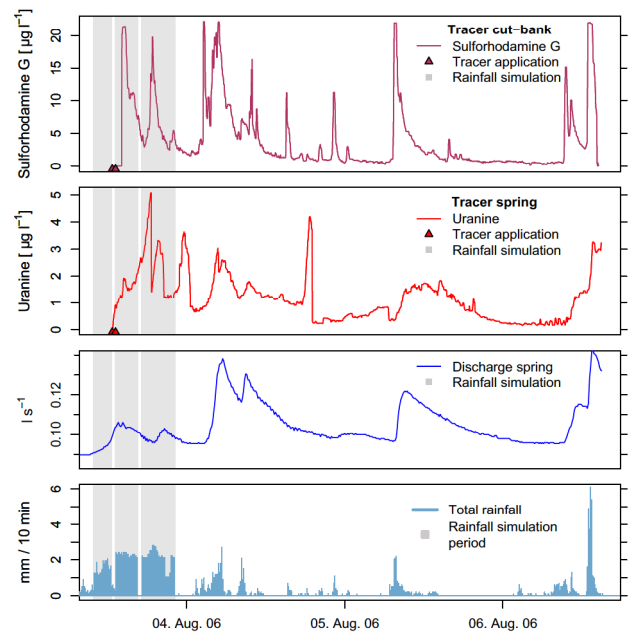 Sulforhodamine G [ µg l⁻¹]
20
15
10
5
0
Tracer cut−bank
Sulforhodamine G
Tracer application
Rainfall simulation
Uranine [ µg l⁻¹]
5
4
3
2
1
0
Tracer spring
Uranine
Tracer application
Rainfall simulation
l s⁻¹
0.12
0.10
Discharge spring
Rainfall simulation
mm / 10 min
6
4
2
0
Total rainfall
Rainfall simulation
period
04. Aug. 06
05. Aug. 06
06. Aug. 06